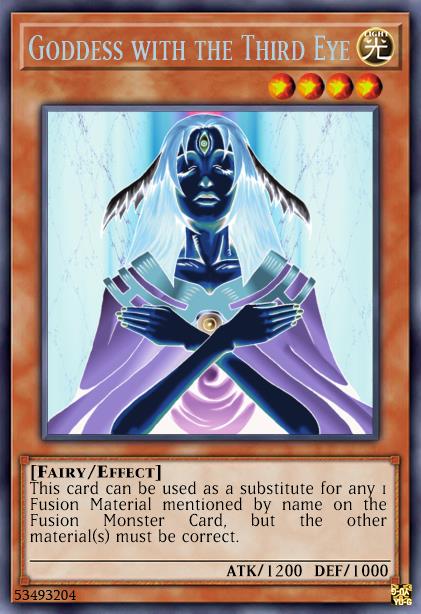 GODDESS WITH THE THIRD EYE
LIGHT
光
[FAIRY/EFFECT]
This card can be used as a substitute for any 1
Fusion Material mentioned by name on the
Fusion Monster Card, but the other
material(s) must be correct.
ATK/1200 DEF/1000
53493204